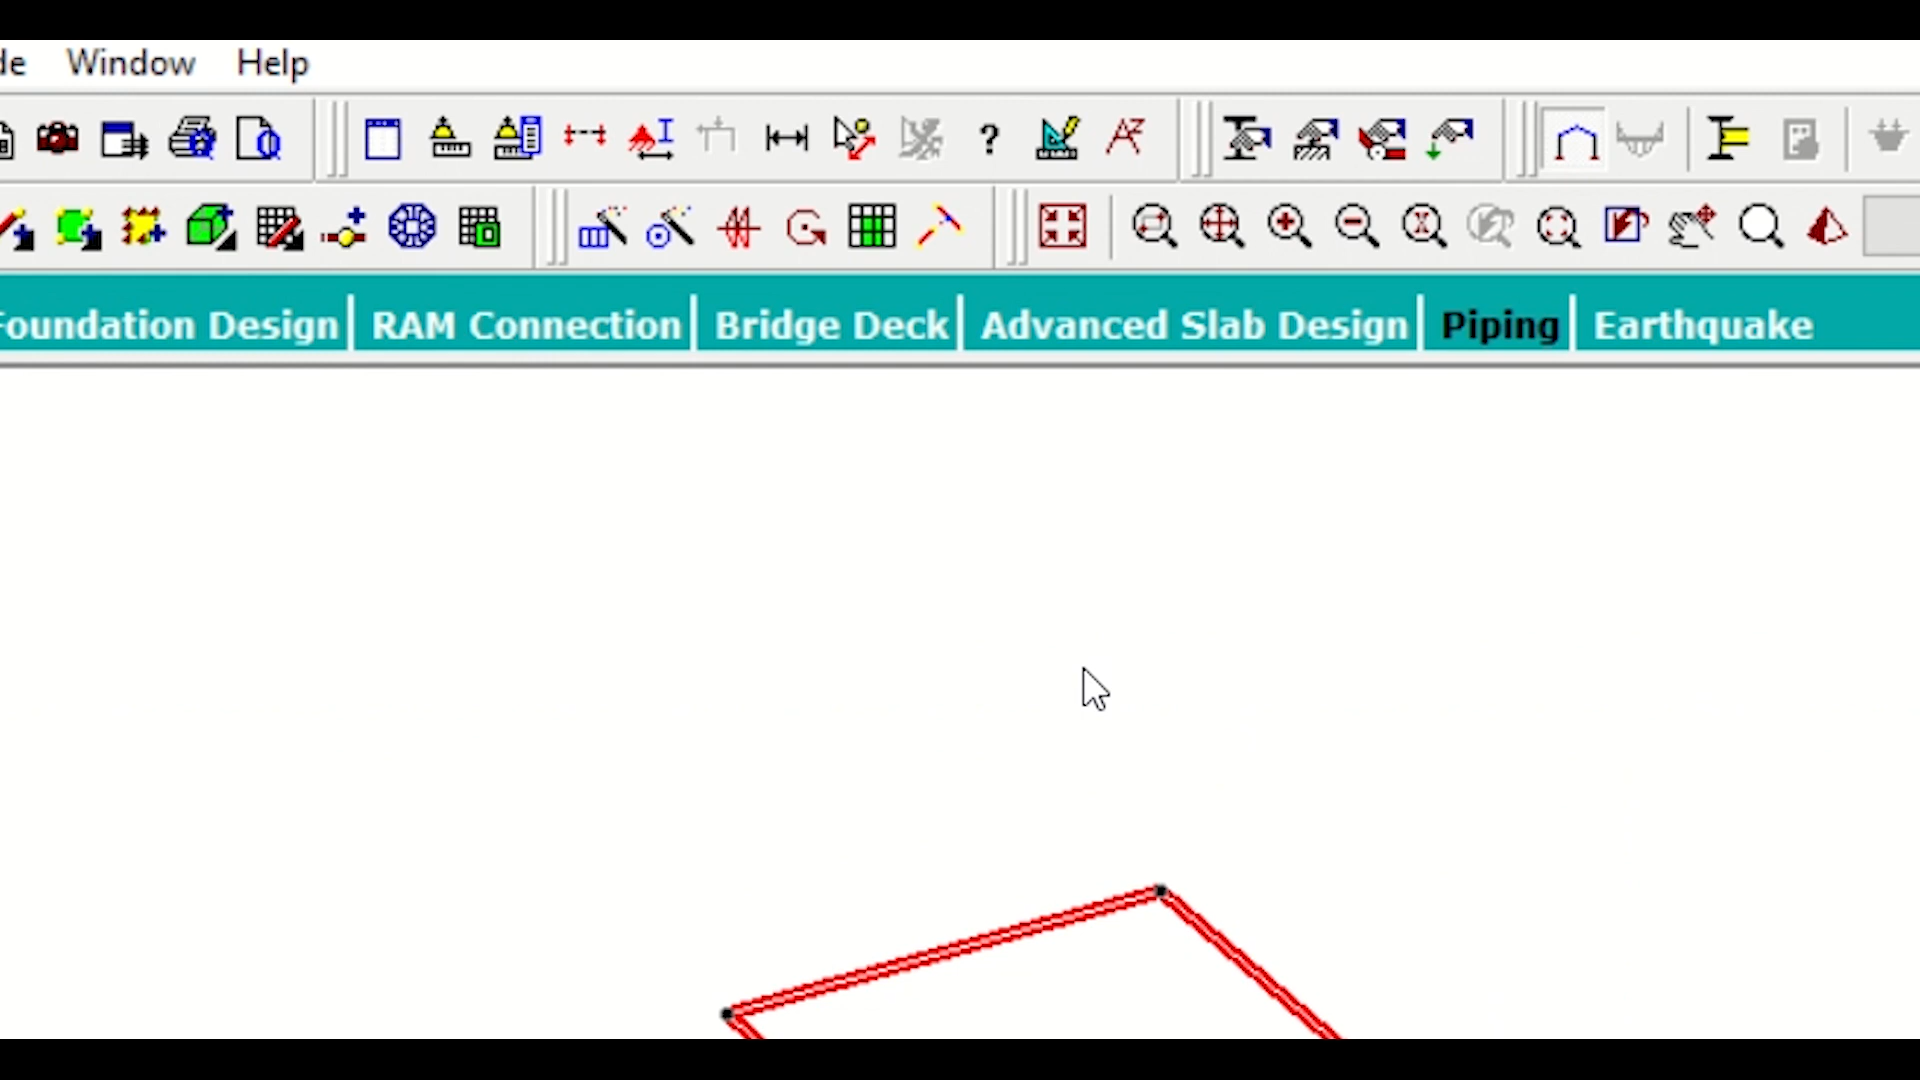 de Window Help
?
Foundation Design RAM Connection Bridge Deck Advanced Slab Design Piping Earthquake